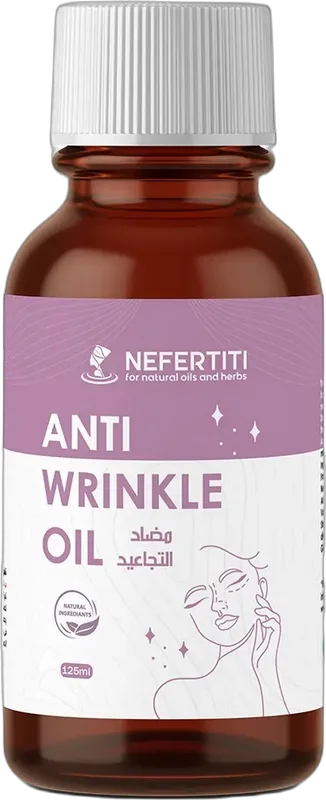 NEFERTITI
for natural oils and herbs
ANTI
WRINKLE
OIL
مضاد
التجاعيد
NATURAL
INGREDIANTS
125ml